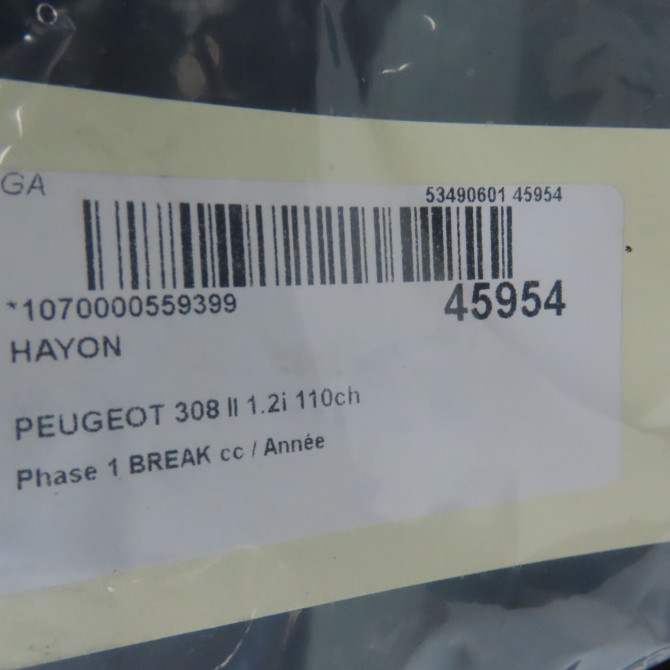 GA
53490601 45954
*1070000559399
45954
HAYON
PEUGEOT 308 II 1.2i 110ch
Phase 1 BREAK cc / Année